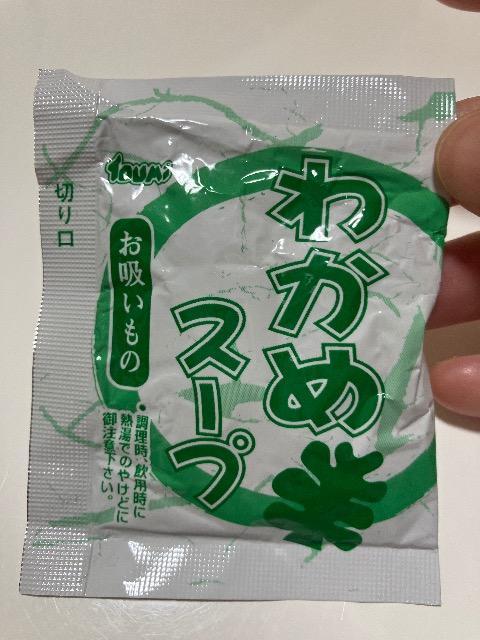 切り口
TOUMI
わかめ
スープ
お吸いもの
●調理時、飲用時に
熱湯でのやけどに
御注意下さい。